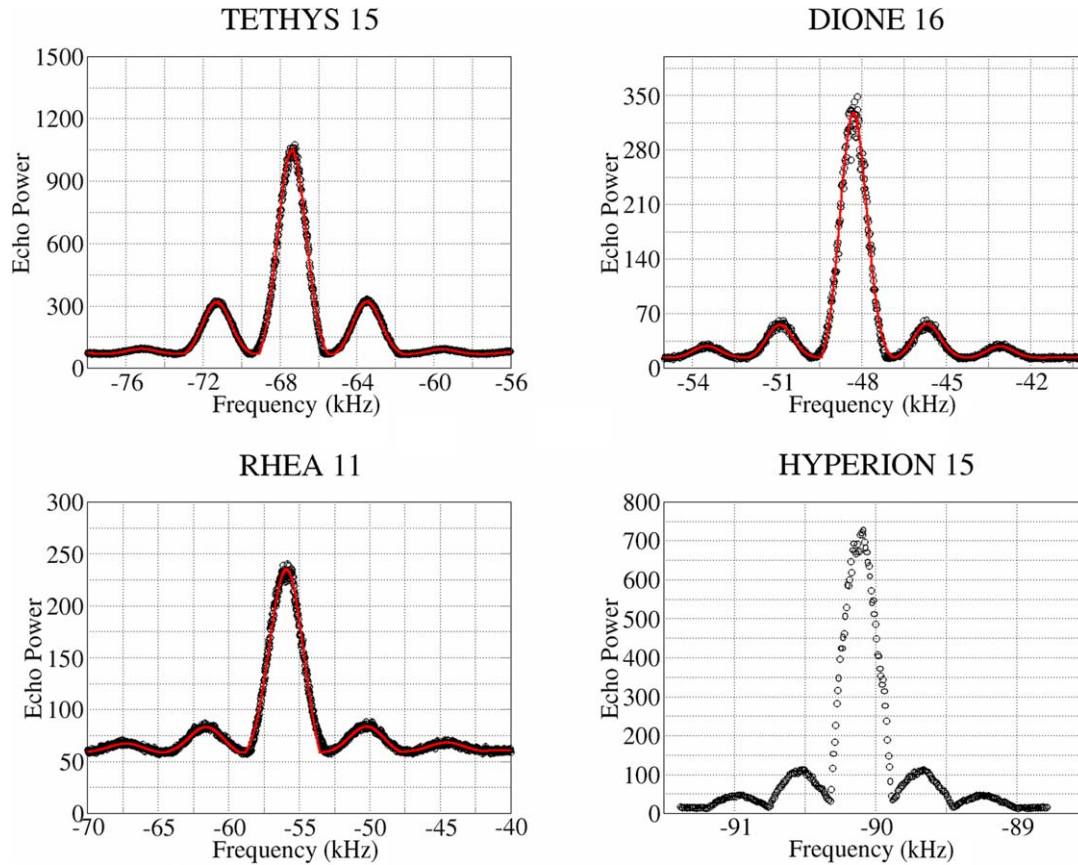 TETHYS 15
1500
1200
900
600
300
0
Echo Power
-76 -72 -68 -64 -60 -56
Frequency (kHz)
DIONE 16
350
280
210
140
70
0
Echo Power
-54 -51 -48 -45 -42
Frequency (kHz)
RHEA 11
300
250
200
150
100
50
0
Echo Power
-70 -65 -60 -55 -50 -45 -40
Frequency (kHz)
HYPERION 15
800
700
600
500
400
300
200
100
0
Echo Power
-91 -90 -89
Frequency (kHz)